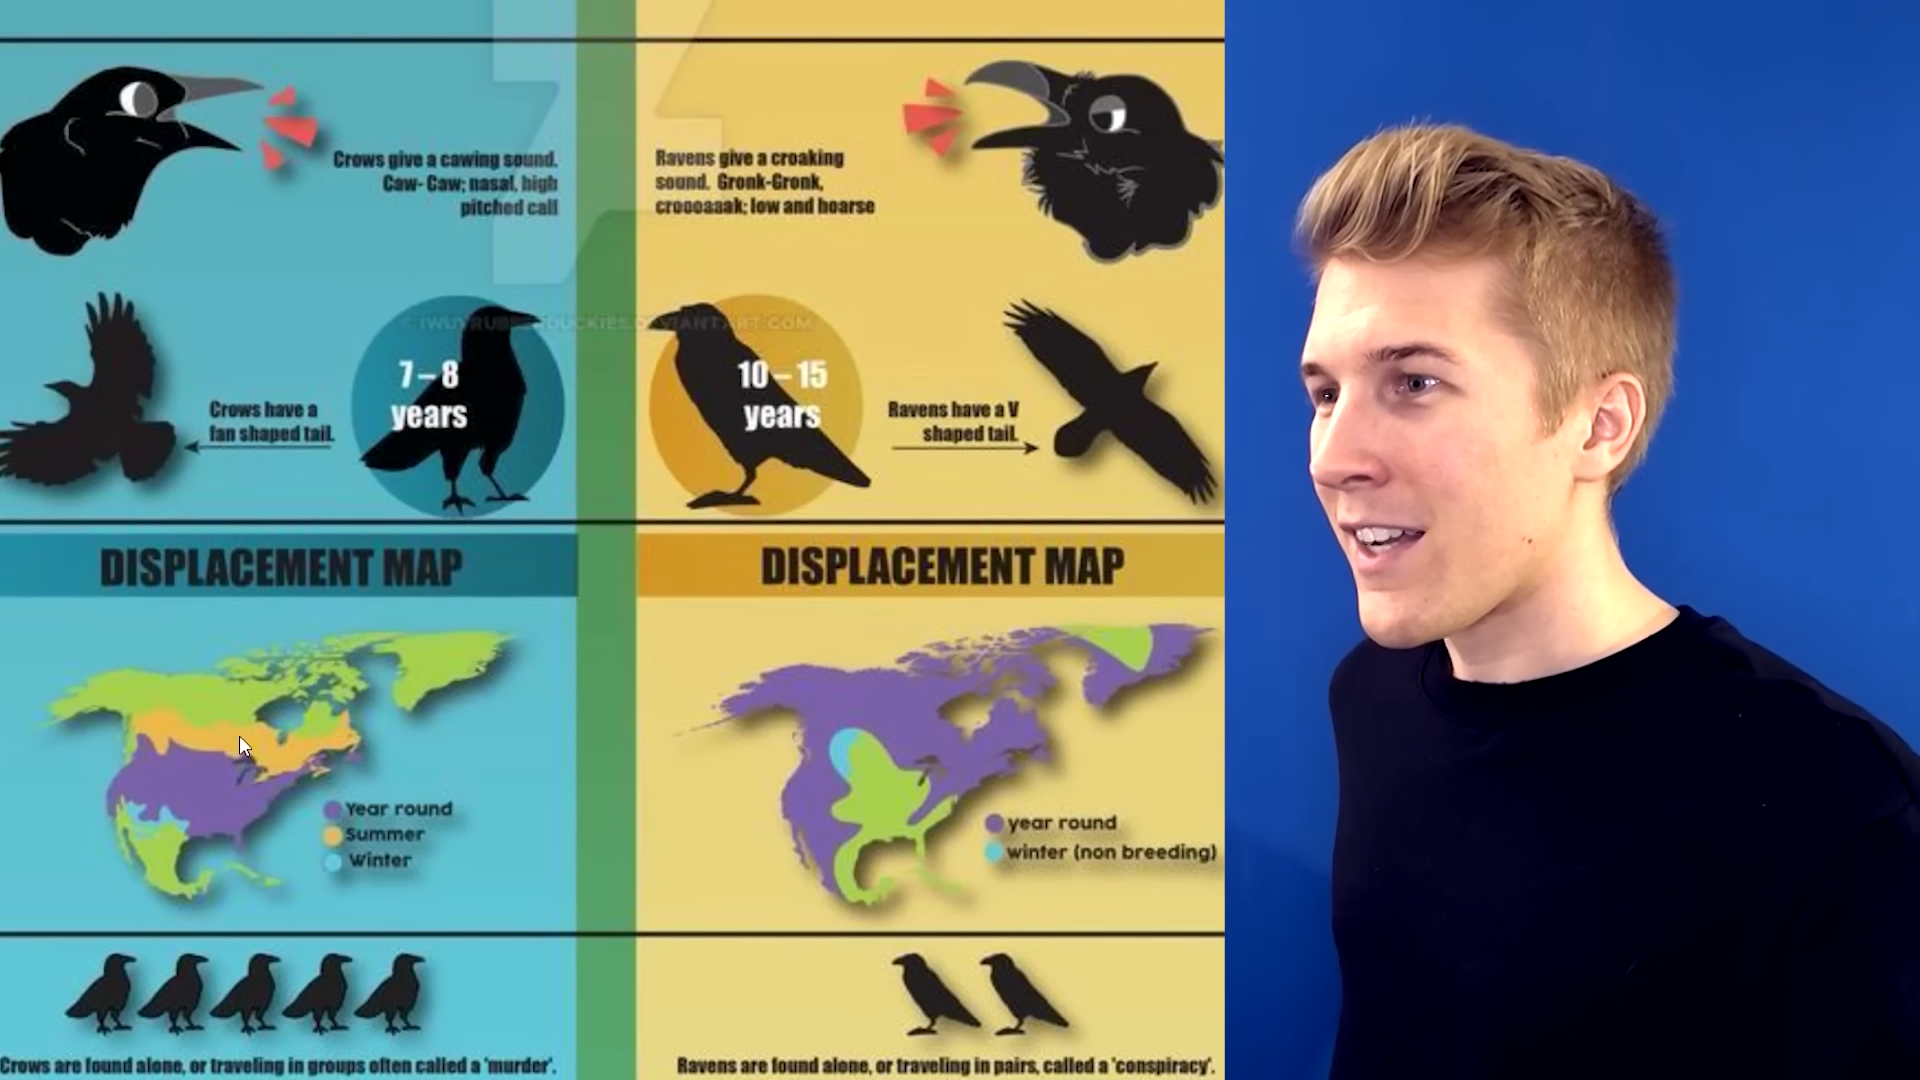 Crows give a cawing sound.
Caw- Caw; nasal, high
pitched call
Ravens give a croaking
sound. Gronk-Gronk,
croooaaak; low and hoarse
7 – 8
years
Crows have a
fan shaped tail.
10 – 15
years
Ravens have a V
shaped tail.
DISPLACEMENT MAP
DISPLACEMENT MAP
Year round
Summer
Winter
year round
winter (non breeding)
Crows are found alone, or traveling in groups often called a 'murder'.
Ravens are found alone, or traveling in pairs, called a 'conspiracy'.